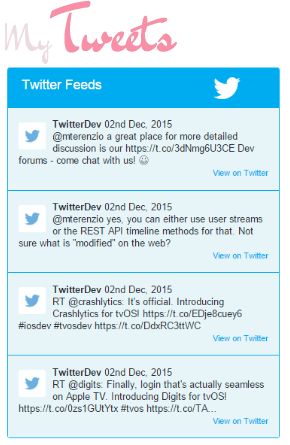 My Tweets
Twitter Feeds
TwitterDev 02nd Dec, 2015
@mterenzio a great place for more detailed
discussion is our https://t.co/3dNmg6U3CE Dev
forums - come chat with us! 😀
View on Twitter
TwitterDev 02nd Dec, 2015
@mterenzio yes, you can either use user streams
or the REST API timeline methods for that. Not
sure what is "modified" on the web?
View on Twitter
TwitterDev 02nd Dec, 2015
RT @crashlytics: It's official. Introducing
Crashlytics for tvOS! https://t.co/EDje8cuey6
#iosdev #tvosdev https://t.co/DdxRC3ttWC
View on Twitter
TwitterDev 02nd Dec, 2015
RT @digits: Finally, login that's actually seamless
on Apple TV. Introducing Digits for tvOS!
https://t.co/0zs1GUtYtx #tvos https://t.co/TA...
View on Twitter